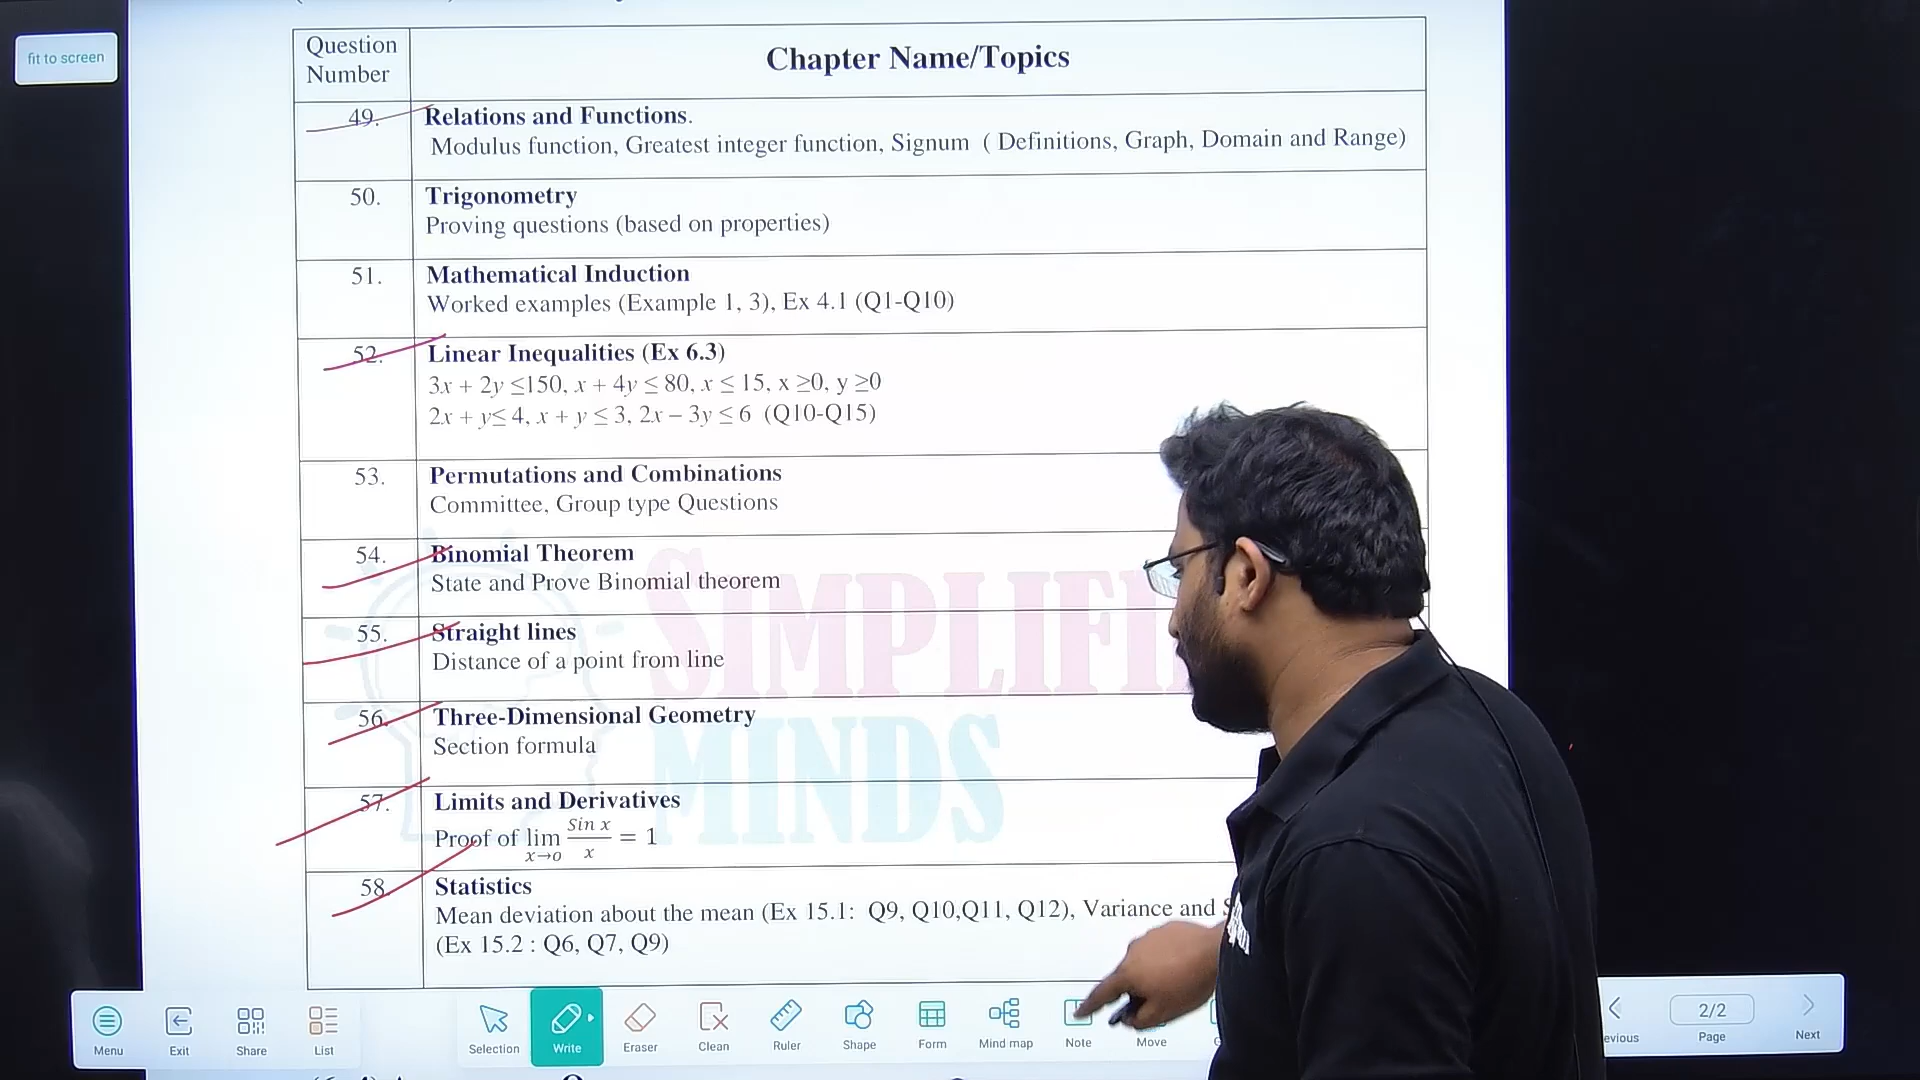 fit to screen
Question
Number
Chapter Name/Topics
49.
Relations and Functions.
Modulus function, Greatest integer function, Signum ( Definitions, Graph, Domain and Range)
50.
Trigonometry
Proving questions (based on properties)
51.
Mathematical Induction
Worked examples (Example 1, 3), Ex 4.1 (Q1-Q10)
52.
Linear Inequalities (Ex 6.3)
3x + 2y ≤150, x + 4y ≤ 80, x ≤ 15, x ≥0, y ≥0
2x + y≤ 4, x + y ≤ 3, 2x – 3y ≤ 6 (Q10-Q15)
53.
Permutations and Combinations
Committee, Group type Questions
54.
Binomial Theorem
State and Prove Binomial theorem
55.
Straight lines
Distance of a point from line
56.
Three-Dimensional Geometry
Section formula
57.
Limits and Derivatives
Proof of lim x→o Sin x / x = 1
58.
Statistics
Mean deviation about the mean (Ex 15.1: Q9, Q10,Q11, Q12), Variance and
(Ex 15.2 : Q6, Q7, Q9)
MINDS
Menu
Exit
Share
List
Selection
Write
Eraser
Clean
Ruler
Shape
Form
Mind map
Note
Move
2/2
Page
Next